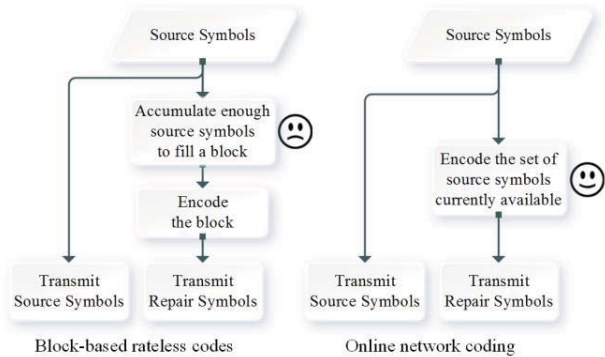 Source Symbols
Accumulate enough
source symbols
to fill a block
Encode
the block
Transmit
Source Symbols
Transmit
Repair Symbols
Block-based rateless codes
Source Symbols
Encode the set of
source symbols
currently available
Transmit
Source Symbols
Transmit
Repair Symbols
Online network coding